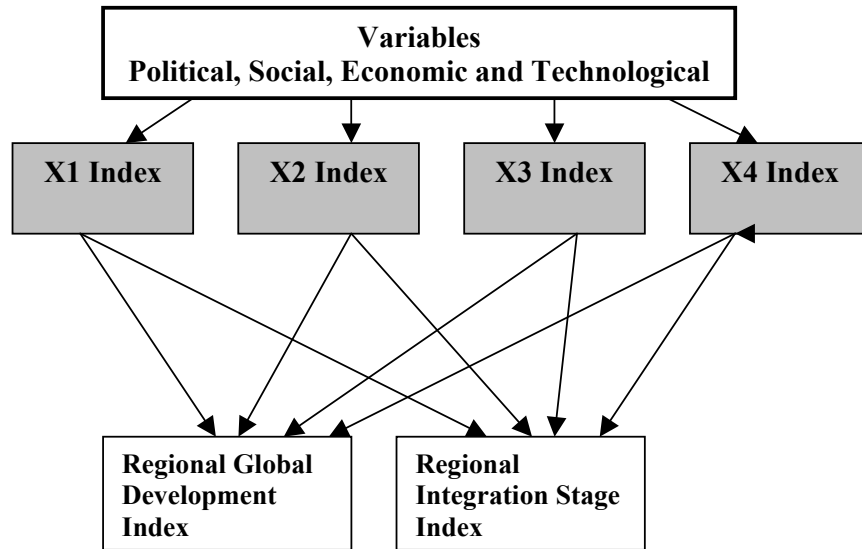 Variables
Political, Social, Economic and Technological
X1 Index
X2 Index
X3 Index
X4 Index
Regional Global
Development
Index
Regional
Integration Stage
Index